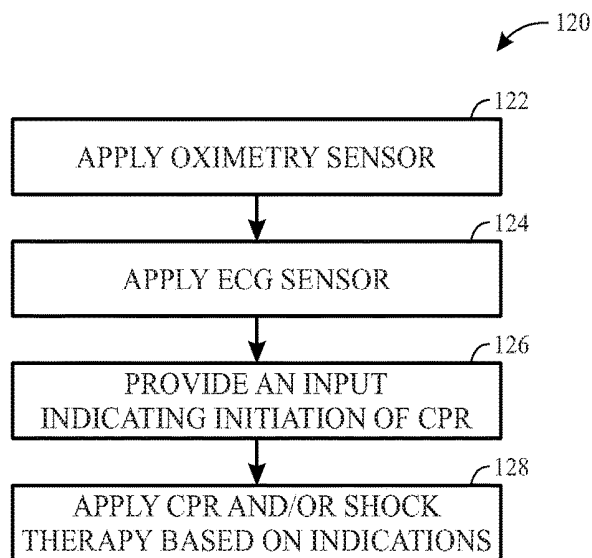 120
122
APPLY OXIMETRY SENSOR
124
APPLY ECG SENSOR
126
PROVIDE AN INPUT
INDICATING INITIATION OF CPR
128
APPLY CPR AND/OR SHOCK
THERAPY BASED ON INDICATIONS